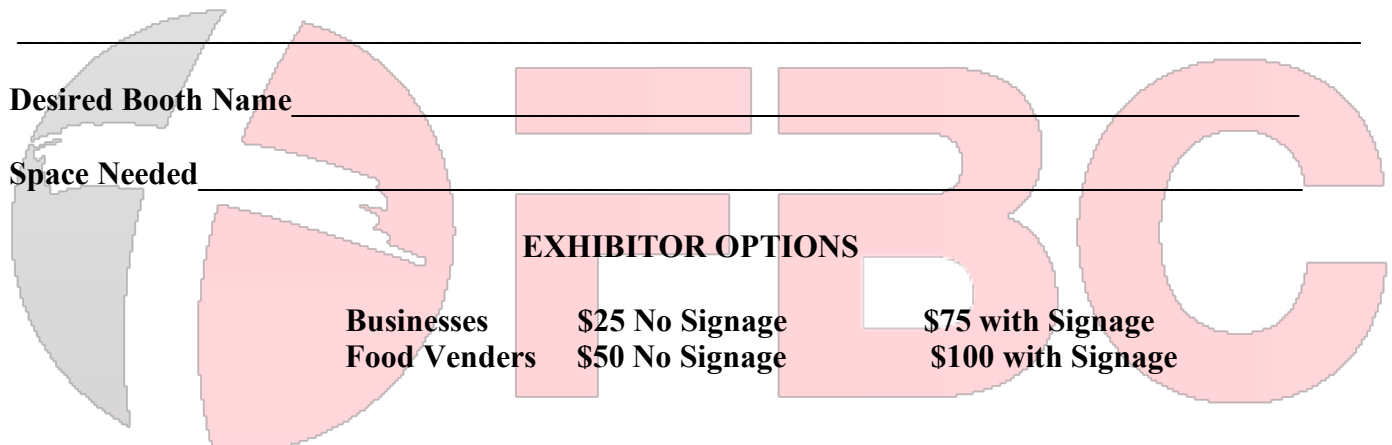 Desired Booth Name
Space Needed
EXHIBITOR OPTIONS
Businesses $25 No Signage $75 with Signage
Food Venders $50 No Signage $100 with Signage
FBC